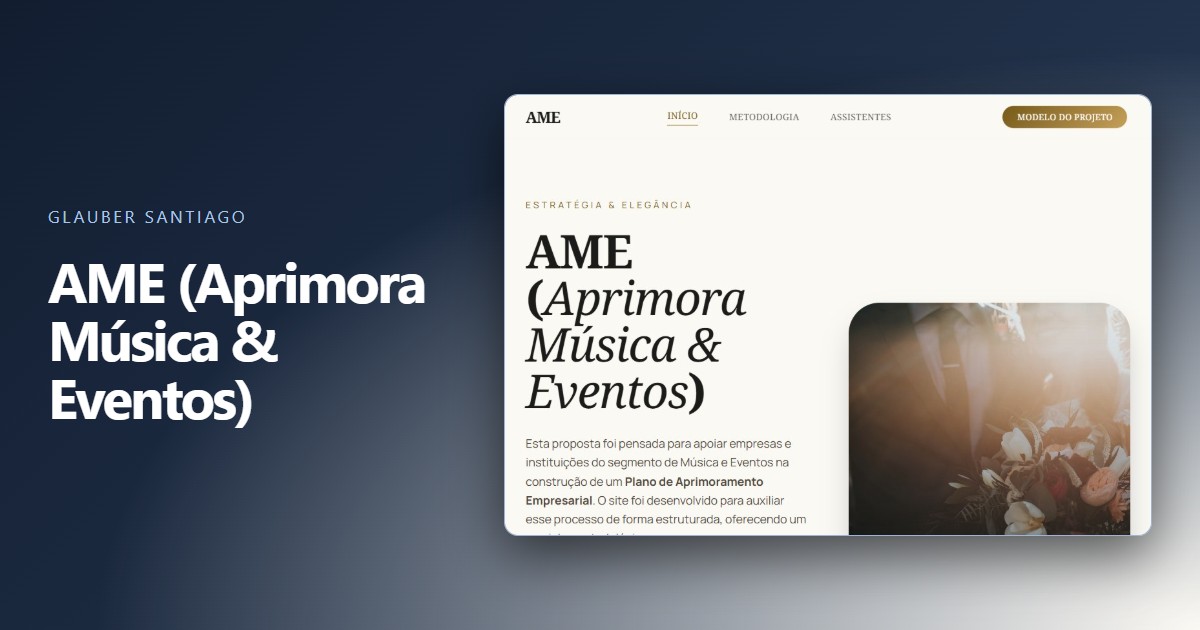 GLAUBER SANTIAGO
AME (Aprimora
Música &
Eventos)
AME
INÍCIO
METODOLOGIA
ASSISTENTES
MODELO DO PROJETO
ESTRATÉGIA & ELEGÂNCIA
AME
(Aprimora
Música &
Eventos)
Esta proposta foi pensada para apoiar empresas e
instituições do segmento de Música e Eventos na
construção de um Plano de Aprimoramento
Empresarial. O site foi desenvolvido para auxiliar
esse processo de forma estruturada, oferecendo um